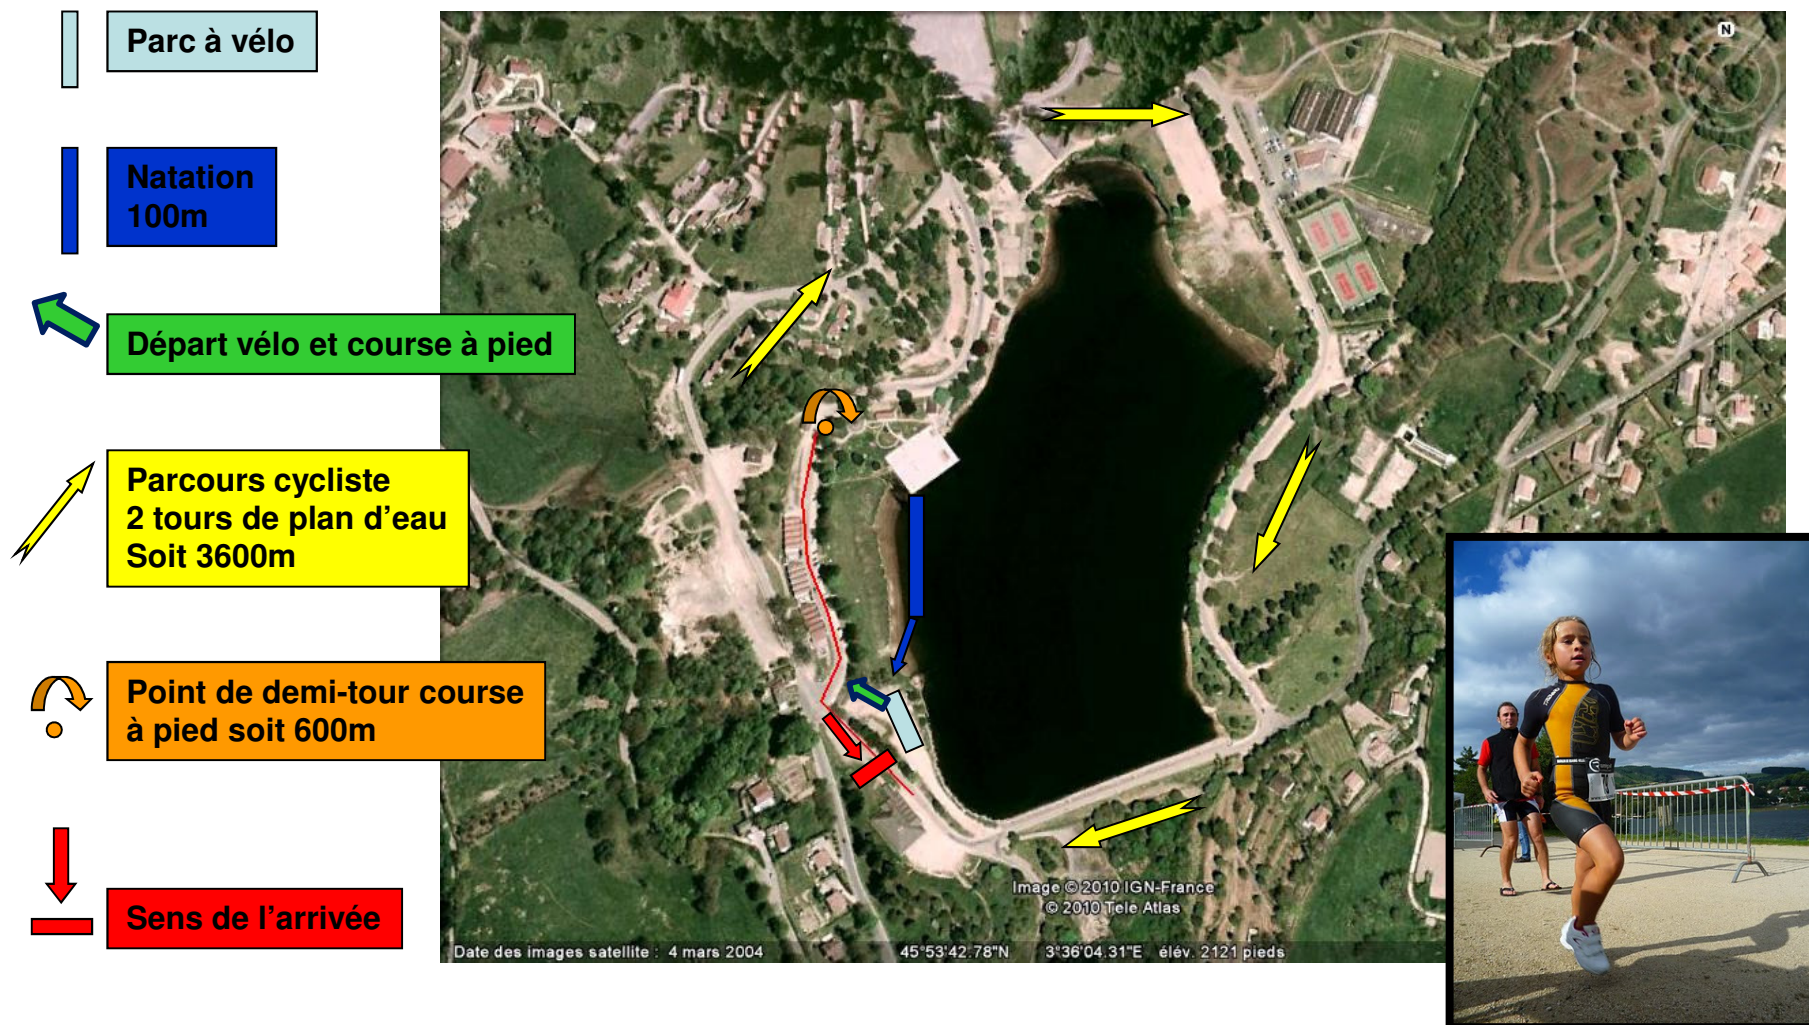 Parc à vélo
Natation
100m
Départ vélo et course à pied
Parcours cycliste
2 tours de plan d'eau
Soit 3600m
Point de demi-tour course
à pied soit 600m
Sens de l'arrivée
N
Image © 2010 IGN-France
© 2010 Tele Atlas
Date des images satellite : 4 mars 2004
45°53'42.78"N
3°36'04.31"E
élév. 2121 pieds